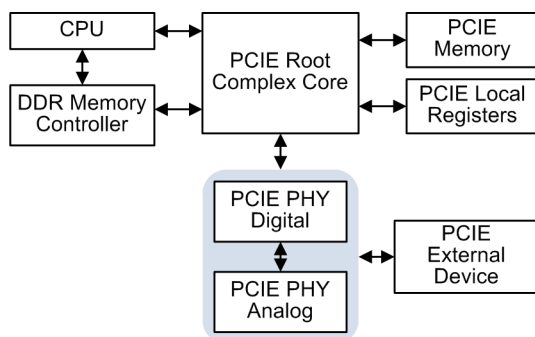 CPU
DDR Memory
Controller
PCIE Root
Complex Core
PCIE
Memory
PCIE Local
Registers
PCIE PHY
Digital
PCIE PHY
Analog
PCIE
External
Device